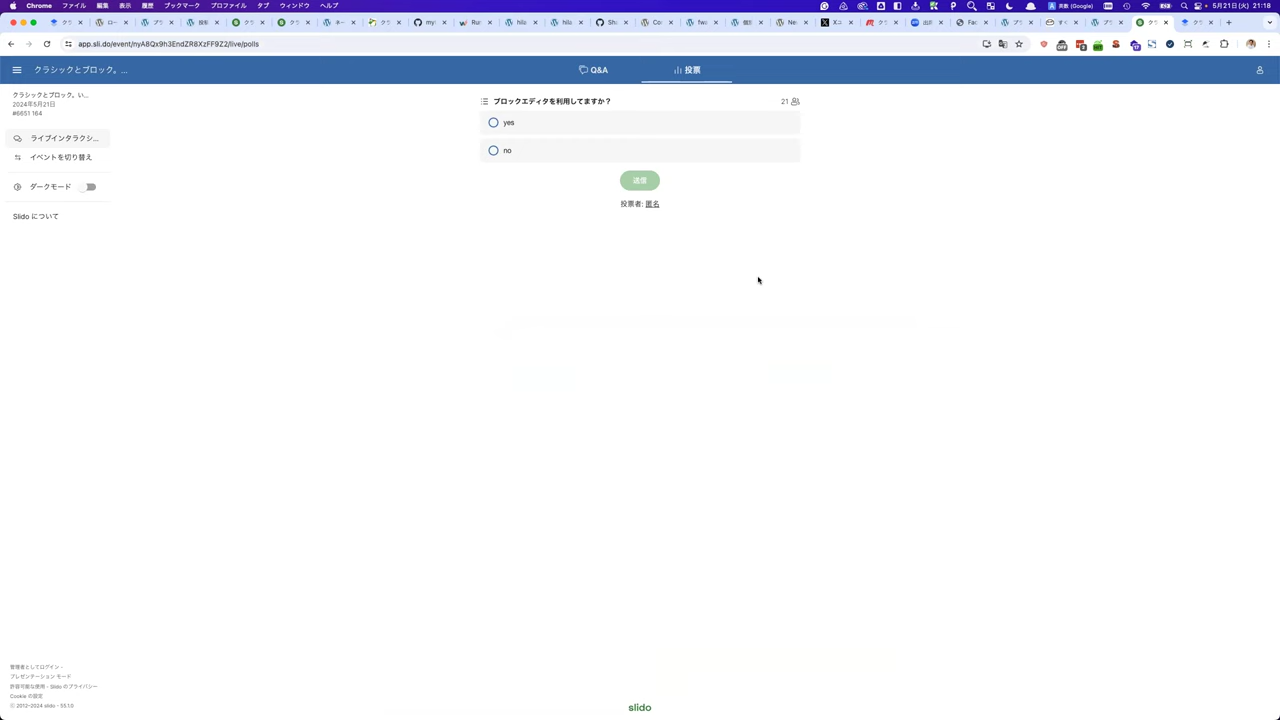 Chrome ファイル 編集 表示 履歴 ブックマーク プロファイル タブ ウィンドウ ヘルプ
英数 (Google) 5月21日(火) 21:18
app.sli.do/event/nyA8Qx9h3EndZR8XzFF9Z2/live/polls
クラシックとブロック。... Q&A 投票
クラシックとブロック。い...
2024年5月21日
#6651 164
ライブインタラクシ...
イベントを切り替え
ダークモード
Slido について
ブロックエディタを利用してますか？ 21
yes
no
送信
投票者: 匿名
管理者としてログイン -
プレゼンテーション モード
許容可能な使用 - Slido のプライバシー
Cookie の設定
© 2012-2024 slido - 55.1.0
slido